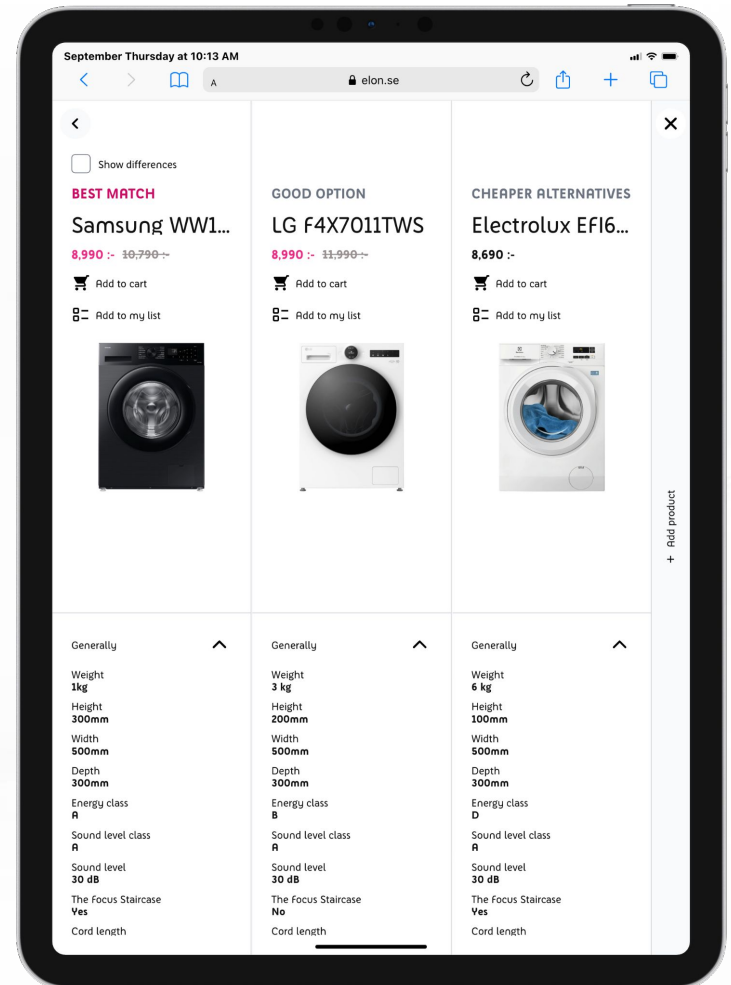 September Thursday at 10:13 AM
A
elon.se
Show differences
BEST MATCH
Samsung WW1...
8,990 :- 10,790 :-
Add to cart
Add to my list
GOOD OPTION
LG F4X7011TWS
8,990 :- 11,990 :-
Add to cart
Add to my list
CHEAPER ALTERNATIVES
Electrolux EFI6...
8,690 :-
Add to cart
Add to my list
+ Add product
Generally
Weight
1kg
Height
300mm
Width
500mm
Depth
300mm
Energy class
A
Sound level class
A
Sound level
30 dB
The Focus Staircase
Yes
Cord length
Generally
Weight
3 kg
Height
200mm
Width
500mm
Depth
300mm
Energy class
B
Sound level class
A
Sound level
30 dB
The Focus Staircase
No
Cord length
Generally
Weight
6 kg
Height
100mm
Width
500mm
Depth
300mm
Energy class
D
Sound level class
A
Sound level
30 dB
The Focus Staircase
Yes
Cord length